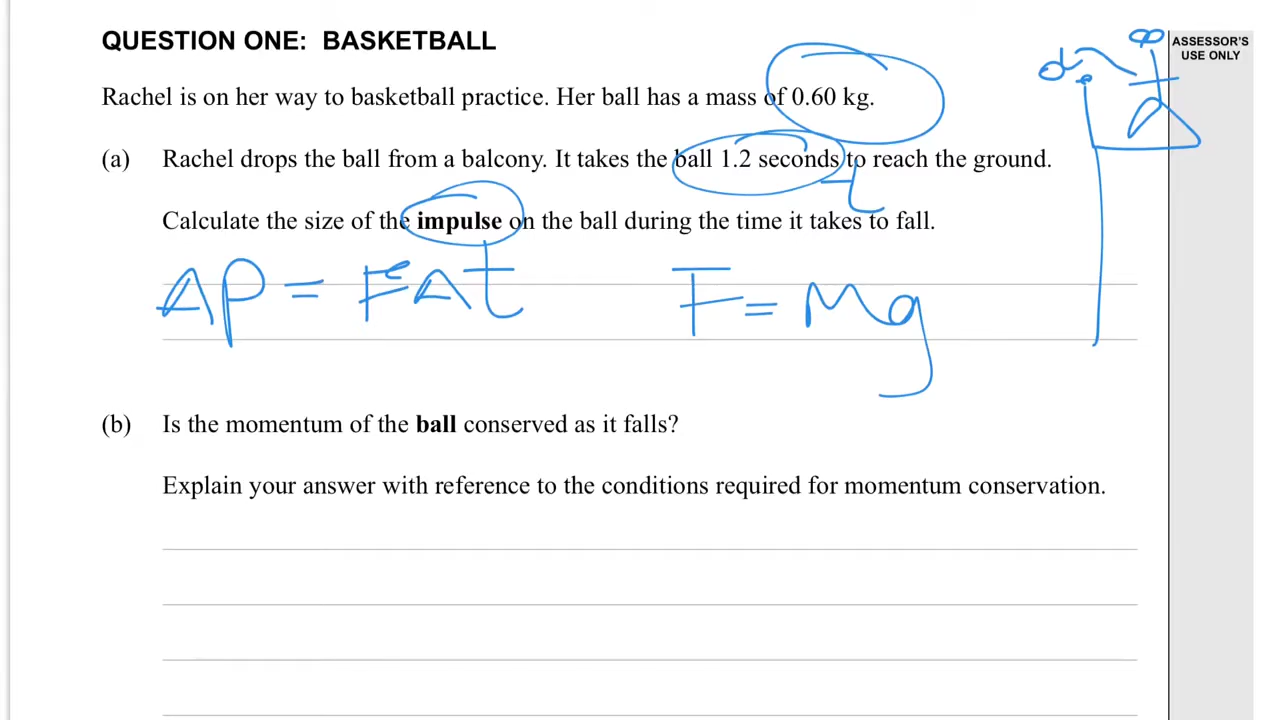 QUESTION ONE: BASKETBALL
ASSESSOR'S
USE ONLY
Rachel is on her way to basketball practice. Her ball has a mass of 0.60 kg.
(a) Rachel drops the ball from a balcony. It takes the ball 1.2 seconds to reach the ground.
t
Calculate the size of the impulse on the ball during the time it takes to fall.
Δp = FΔt F = mg
(b) Is the momentum of the ball conserved as it falls?
Explain your answer with reference to the conditions required for momentum conservation.